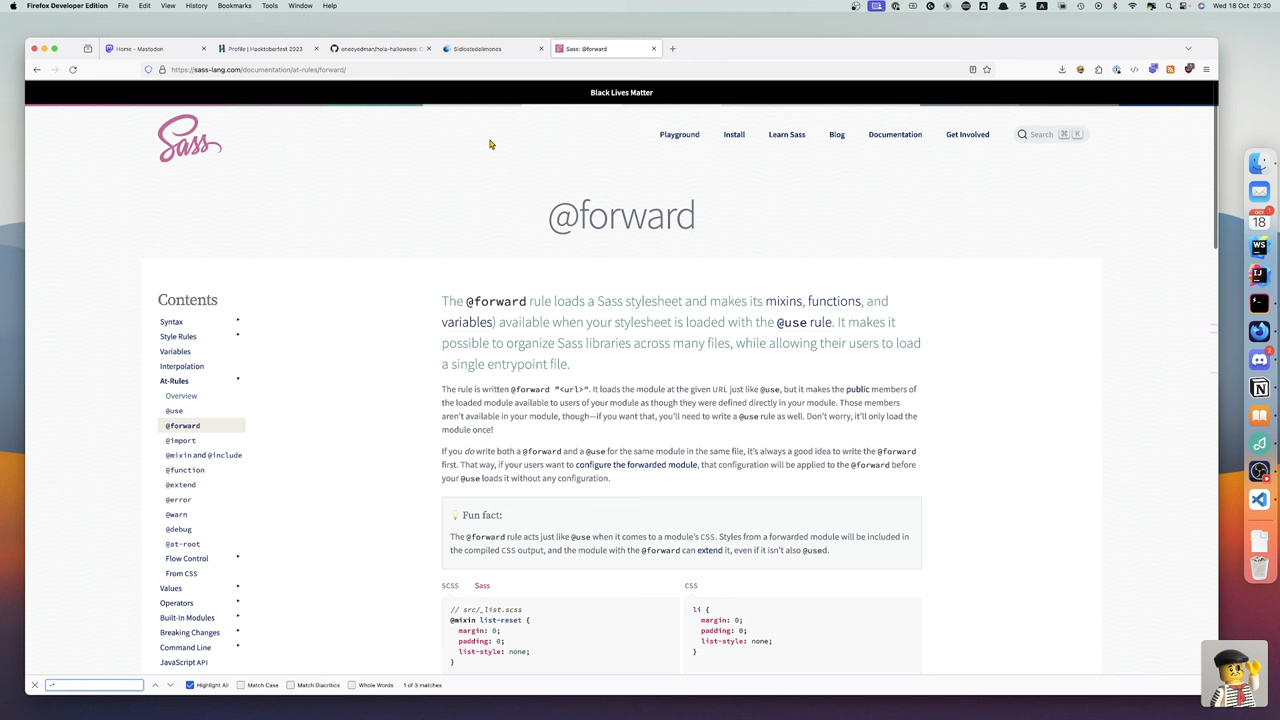 Firefox Developer Edition File Edit View History Bookmarks Tools Window Help Wed 18 Oct 20:30
Home - Mastodon Profile | Hacktoberfest 2023 oneeyedman/hola-halloween: C Sidiostedalimones Sass: @forward
https://sass-lang.com/documentation/at-rules/forward/
Black Lives Matter
Sass
Playground Install Learn Sass Blog Documentation Get Involved Search ⌘ K
@forward
Contents
Syntax
Style Rules
Variables
Interpolation
At-Rules
Overview
@use
@forward
@import
@mixin and @include
@function
@extend
@error
@warn
@debug
@at-root
Flow Control
From CSS
Values
Operators
Built-In Modules
Breaking Changes
Command Line
JavaScript API
The @forward rule loads a Sass stylesheet and makes its mixins, functions, and
variables) available when your stylesheet is loaded with the @use rule. It makes it
possible to organize Sass libraries across many files, while allowing their users to load
a single entrypoint file.
The rule is written @forward "<url>". It loads the module at the given URL just like @use, but it makes the public members of
the loaded module available to users of your module as though they were defined directly in your module. Those members
aren't available in your module, though—if you want that, you'll need to write a @use rule as well. Don't worry, it'll only load the
module once!
If you do write both a @forward and a @use for the same module in the same file, it's always a good idea to write the @forward
first. That way, if your users want to configure the forwarded module, that configuration will be applied to the @forward before
your @use loads it without any configuration.
💡 Fun fact:
The @forward rule acts just like @use when it comes to a module's CSS. Styles from a forwarded module will be included in
the compiled CSS output, and the module with the @forward can extend it, even if it isn't also @used.
SCSS Sass
// src/_list.scss
@mixin list-reset {
margin: 0;
padding: 0;
list-style: none;
}
CSS
li {
margin: 0;
padding: 0;
list-style: none;
}
-* Highlight All Match Case Match Diacritics Whole Words 1 of 3 matches
OCT
18
WS